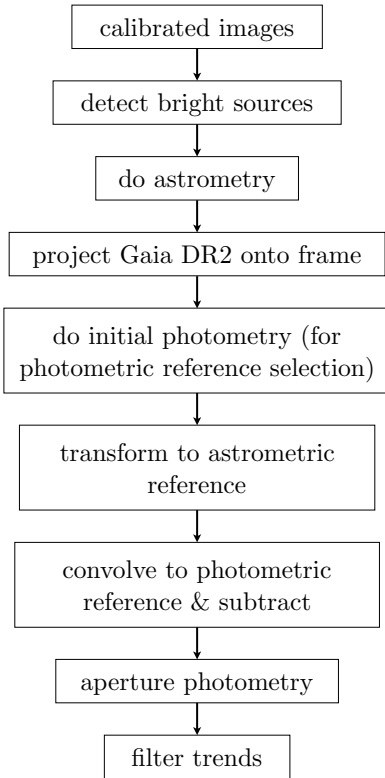 calibrated images
detect bright sources
do astrometry
project Gaia DR2 onto frame
do initial photometry (for
photometric reference selection)
transform to astrometric
reference
convolve to photometric
reference & subtract
aperture photometry
filter trends